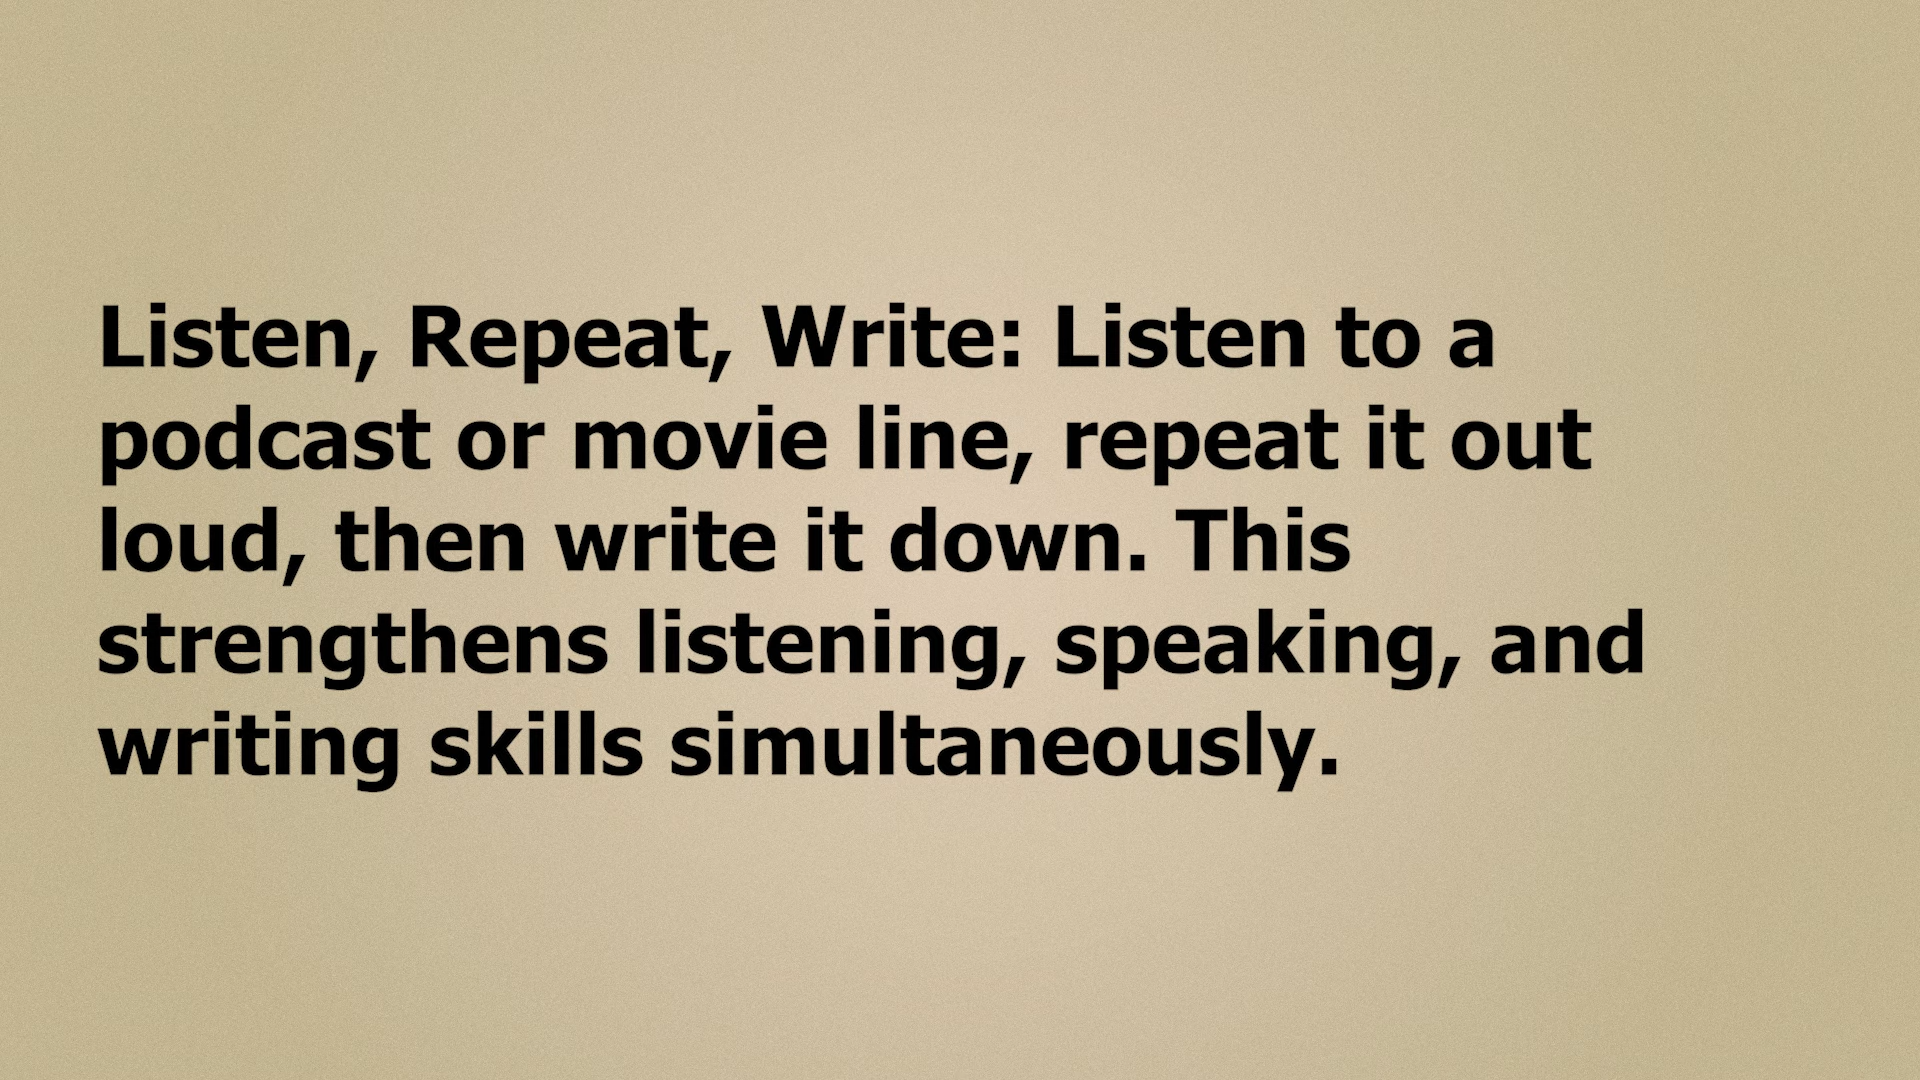 Listen, Repeat, Write: Listen to a
podcast or movie line, repeat it out
loud, then write it down. This
strengthens listening, speaking, and
writing skills simultaneously.